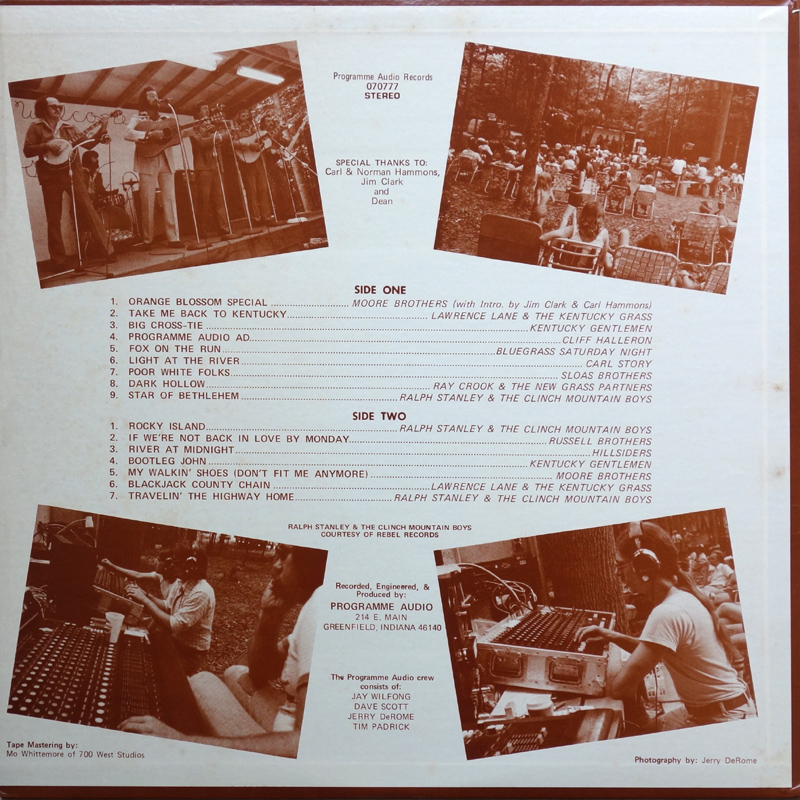 Welcome
Programme Audio Records
070777
STEREO
SPECIAL THANKS TO:
Carl & Norman Hammons,
Jim Clark
and
Dean
SIDE ONE
1. ORANGE BLOSSOM SPECIAL ............................ MOORE BROTHERS (with Intro. by Jim Clark & Carl Hammons)
2. TAKE ME BACK TO KENTUCKY.................................................. LAWRENCE LANE & THE KENTUCKY GRASS
3. BIG CROSS-TIE ..........................................................................................................KENTUCKY GENTLEMEN
4. PROGRAMME AUDIO AD..........................................................................................................CLIFF HALLERON
5. FOX ON THE RUN....................................................................................BLUEGRASS SATURDAY NIGHT
6. LIGHT AT THE RIVER ..........................................................................................................CARL STORY
7. POOR WHITE FOLKS..........................................................................................................SLOAS BROTHERS
8. DARK HOLLOW............................................................................ RAY CROOK & THE NEW GRASS PARTNERS
9. STAR OF BETHLEHEM ....................................................RALPH STANLEY & THE CLINCH MOUNTAIN BOYS
SIDE TWO
1. ROCKY ISLAND....................................................................RALPH STANLEY & THE CLINCH MOUNTAIN BOYS
2. IF WE'RE NOT BACK IN LOVE BY MONDAY..................................................................RUSSELL BROTHERS
3. RIVER AT MIDNIGHT..........................................................................................................HILLSIDERS
4. BOOTLEG JOHN ..........................................................................................................KENTUCKY GENTLEMEN
5. MY WALKIN' SHOES (DON'T FIT ME ANYMORE) ..................................................................MOORE BROTHERS
6. BLACKJACK COUNTY CHAIN ....................................................LAWRENCE LANE & THE KENTUCKY GRASS
7. TRAVELIN' THE HIGHWAY HOME..................................RALPH STANLEY & THE CLINCH MOUNTAIN BOYS
RALPH STANLEY & THE CLINCH MOUNTAIN BOYS
COURTESY OF REBEL RECORDS
Recorded, Engineered, &
Produced by:
PROGRAMME AUDIO
214 E. MAIN
GREENFIELD, INDIANA 46140
The Programme Audio crew
consists of:
JAY WILFONG
DAVE SCOTT
JERRY DeROME
TIM PADRICK
Tape Mastering by:
Mo Whittemore of 700 West Studios
Photography by: Jerry DeRome